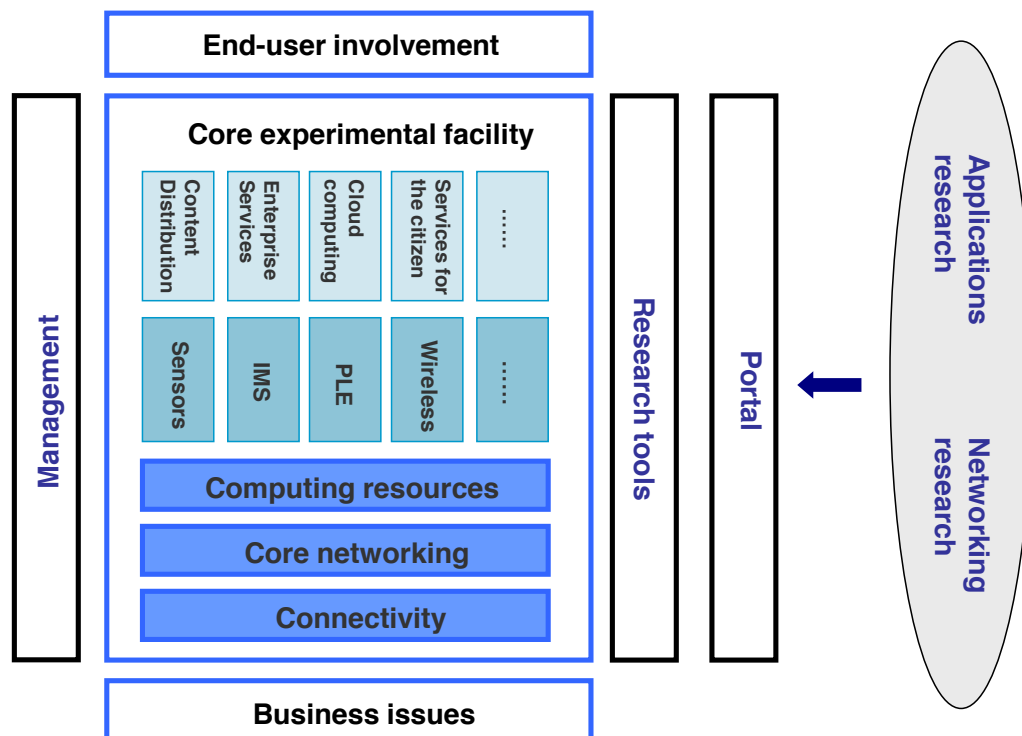 End-user involvement
Management
Core experimental facility
Content
Distribution
Enterprise
Services
Cloud
computing
Services for
the citizen
......
Sensors
IMS
PLE
Wireless
......
Computing resources
Core networking
Connectivity
Business issues
Research tools
Portal
Applications
research
Networking
research